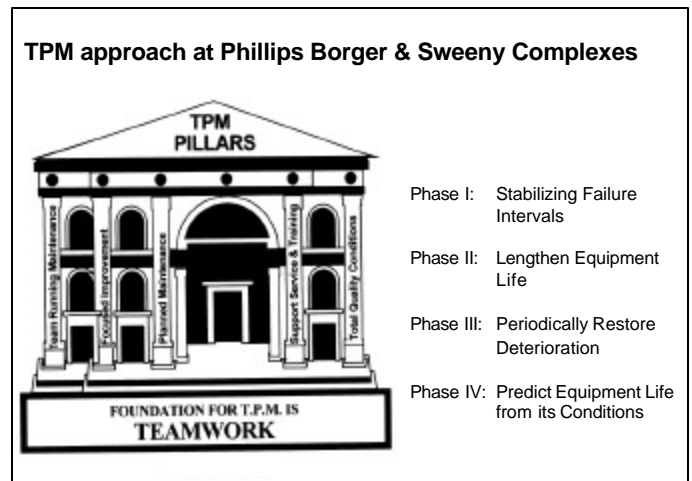 TPM approach at Phillips Borger & Sweeny Complexes
TPM
PILLARS
Team Running Maintenance
Focused Improvement
Planned Maintenance
Support Service & Training
Total Quality Conditions
FOUNDATION FOR T.P.M. IS
TEAMWORK
Phase I: Stabilizing Failure
Intervals
Phase II: Lengthen Equipment
Life
Phase III: Periodically Restore
Deterioration
Phase IV: Predict Equipment Life
from its Conditions